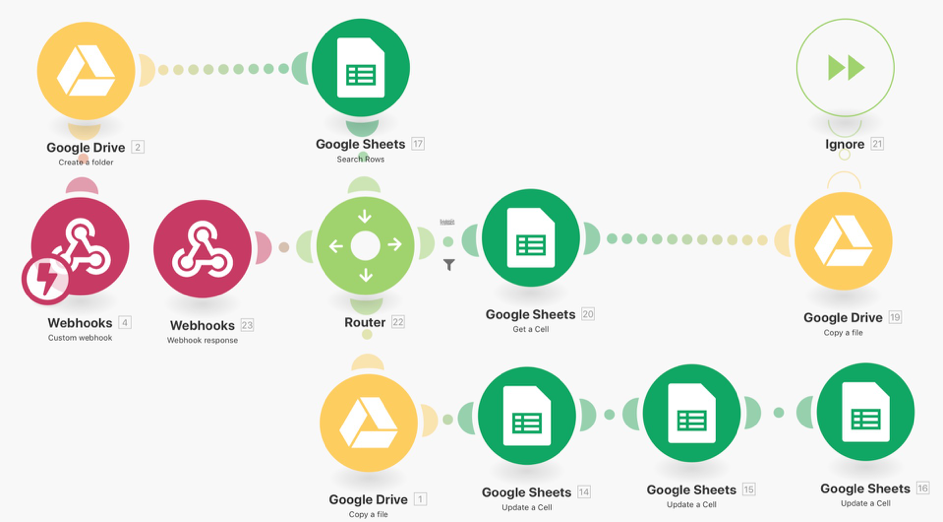 Google Drive 2
Create a folder
Google Sheets 17
Search Rows
Ignore 21
Webhooks 4
Custom webhook
Webhooks 23
Webhook response
Router 22
Google Sheets 20
Get a Cell
Google Drive 19
Copy a file
Google Drive 1
Copy a file
Google Sheets 14
Update a Cell
Google Sheets 15
Update a Cell
Google Sheets 16
Update a Cell